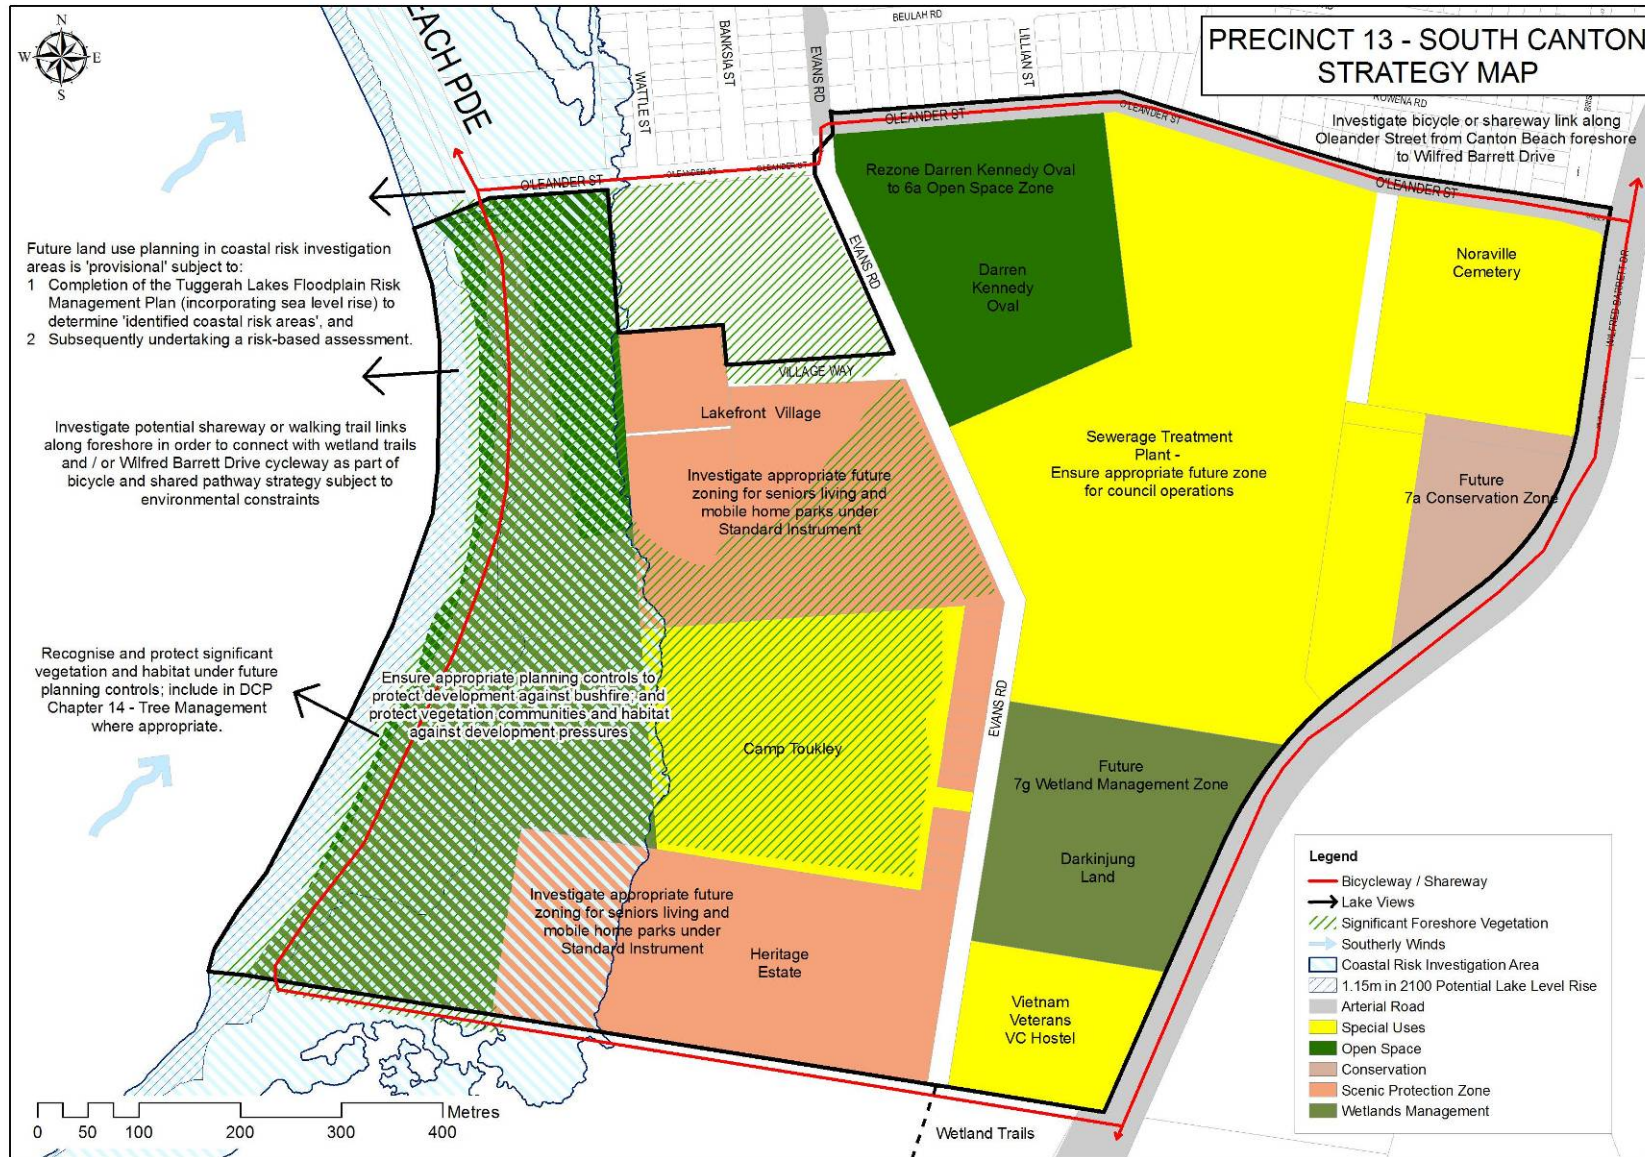 PRECINCT 13 - SOUTH CANTON
STRATEGY MAP
N
W E
S
BEACH PDE
BEULAH RD
BANKSIA ST
WATTLE ST
EVANS RD
LILLIAN ST
ROWENA RD
Investigate bicycle or shareway link along
Oleander Street from Canton Beach foreshore
to Wilfred Barrett Drive
O'LEANDER ST
OLEANDER ST
OLEANDER ST
OLEANDER ST
OLEANDER ST
OLEANDER ST
WILFRED BARRETT DR
Rezone Darren Kennedy Oval
to 6a Open Space Zone
Darren
Kennedy
Oval
EVANS RD
Noraville
Cemetery
Future land use planning in coastal risk investigation
areas is 'provisional' subject to:
1 Completion of the Tuggerah Lakes Floodplain Risk
Management Plan (incorporating sea level rise) to
determine 'identified coastal risk areas', and
2 Subsequently undertaking a risk-based assessment.
VILLAGE WAY
Lakefront Village
Investigate potential shareway or walking trail links
along foreshore in order to connect with wetland trails
and / or Wilfred Barrett Drive cycleway as part of
bicycle and shared pathway strategy subject to
environmental constraints
Investigate appropriate future
zoning for seniors living and
mobile home parks under
Standard Instrument
Sewerage Treatment
Plant -
Ensure appropriate future zone
for council operations
Future
7a Conservation Zone
Recognise and protect significant
vegetation and habitat under future
planning controls; include in DCP
Chapter 14 - Tree Management
where appropriate.
Ensure appropriate planning controls to
protect development against bushfire; and
protect vegetation communities and habitat
against development pressures
Camp Toukley
EVANS RD
Future
7g Wetland Management Zone
Darkinjung
Land
Investigate appropriate future
zoning for seniors living and
mobile home parks under
Standard Instrument
Heritage
Estate
Vietnam
Veterans
VC Hostel
Wetland Trails
Legend
Bicycleway / Shareway
Lake Views
Significant Foreshore Vegetation
Southerly Winds
Coastal Risk Investigation Area
1.15m in 2100 Potential Lake Level Rise
Arterial Road
Special Uses
Open Space
Conservation
Scenic Protection Zone
Wetlands Management
Metres
0 50 100 200 300 400